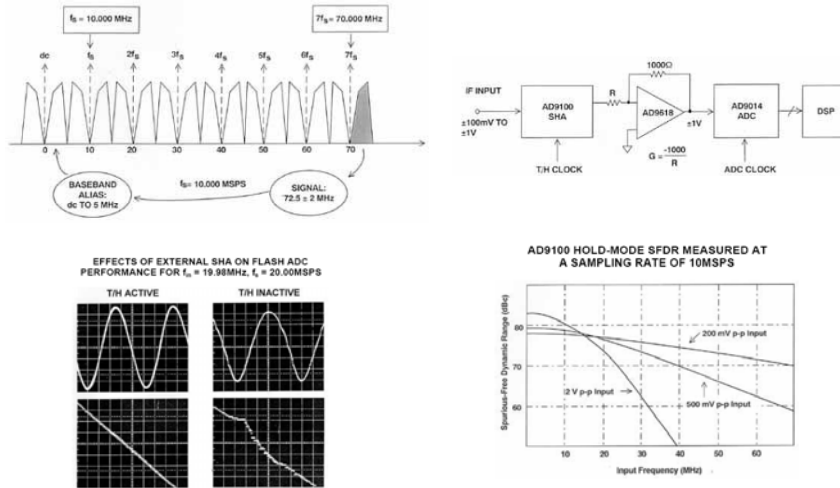 fs = 10.000 MHz
7fs = 70.000 MHz
dc fs 2fs 3fs 4fs 5fs 6fs 7fs
0 10 20 30 40 50 60 70
BASEBAND
ALIAS:
dc TO 5 MHz
fs= 10.000 MSPS
SIGNAL:
72.5 ± 2 MHz
IF INPUT
±100mV TO
±1V
AD9100
SHA
T/H CLOCK
R
1000Ω
AD9618
G = -1000
R
±1V
AD9014
ADC
ADC CLOCK
DSP
EFFECTS OF EXTERNAL SHA ON FLASH ADC
PERFORMANCE FOR fin = 19.98MHz, fs = 20.00MSPS
T/H ACTIVE
T/H INACTIVE
AD9100 HOLD-MODE SFDR MEASURED AT
A SAMPLING RATE OF 10MSPS
Spurious-Free Dynamic Range (dBc)
80
70
60
200 mV p-p Input
2 V p-p Input
500 mV p-p Input
10 20 30 40 50 60
Input Frequency (MHz)